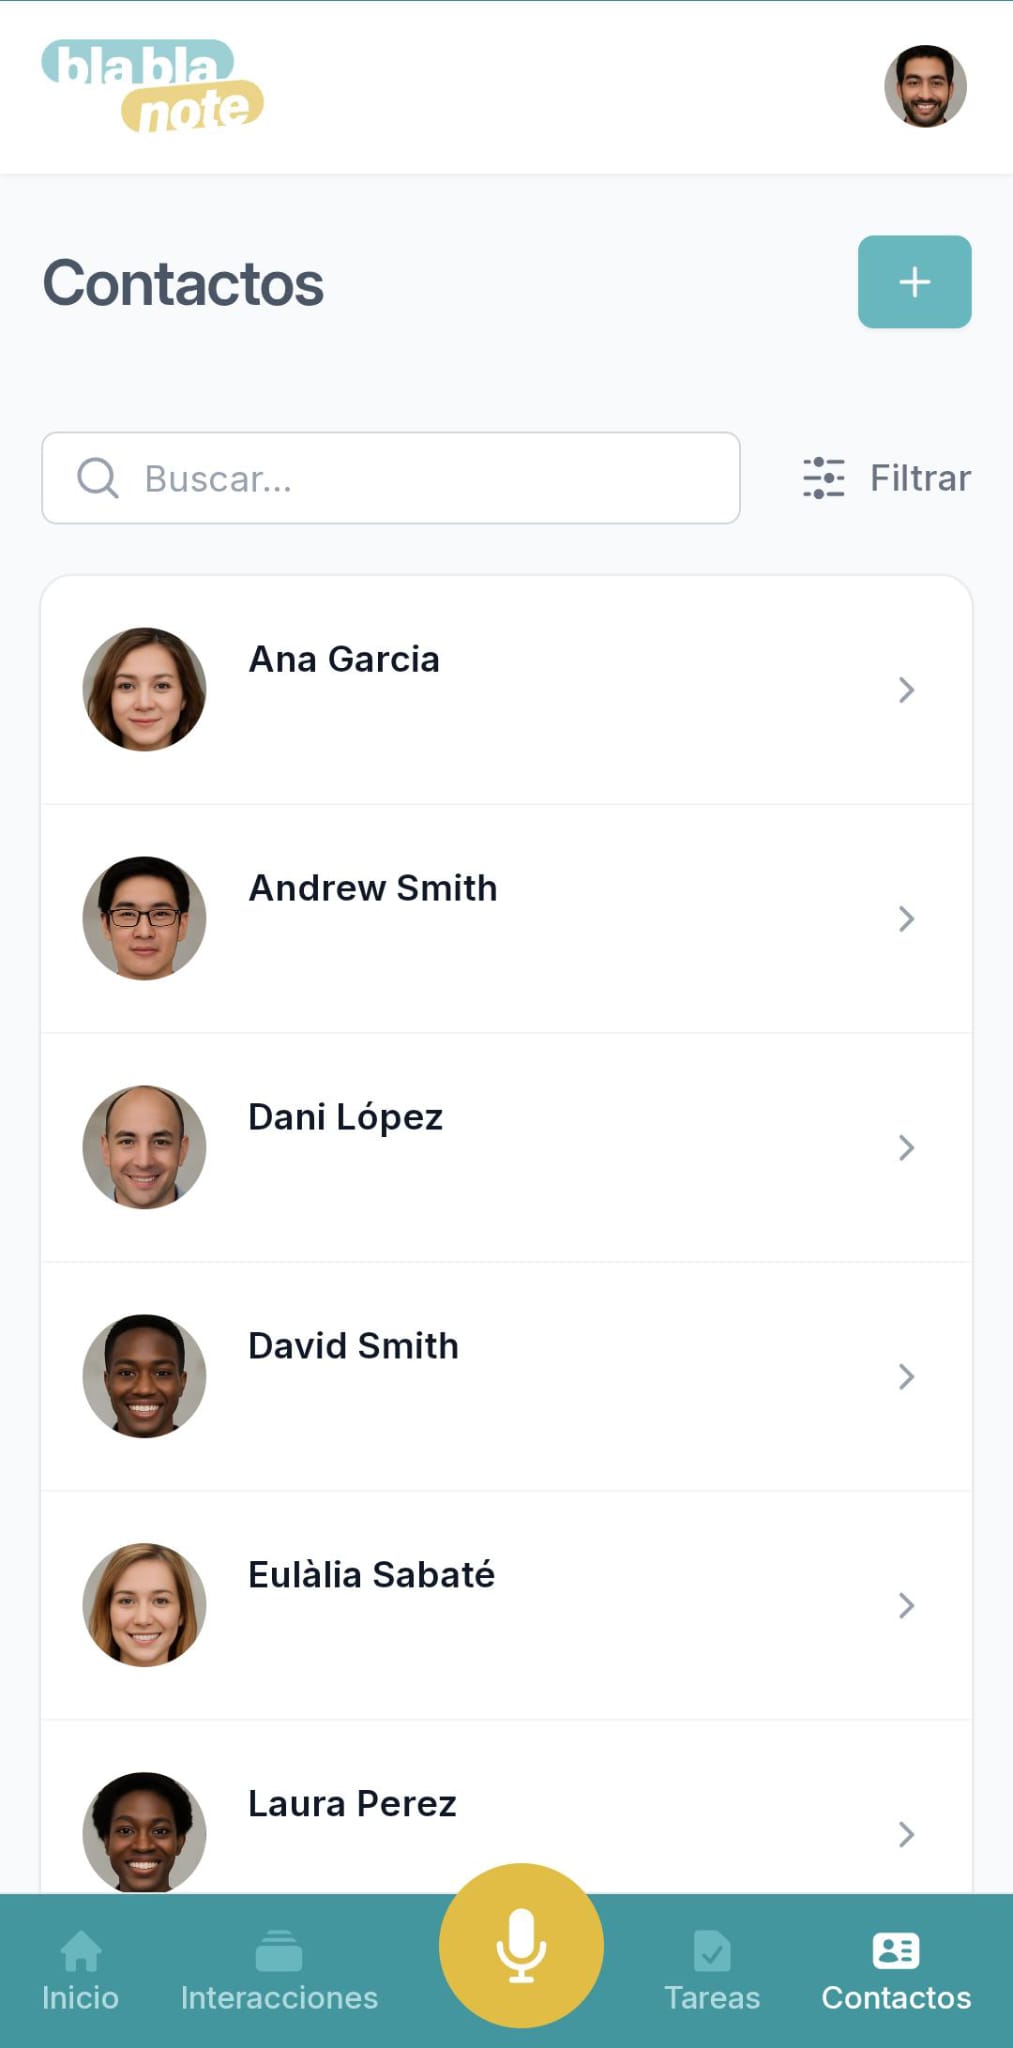 bla bla
note
Contactos
Buscar...
Filtrar
Ana Garcia
Andrew Smith
Dani López
David Smith
Eulàlia Sabaté
Laura Perez
Inicio
Interacciones
Tareas
Contactos